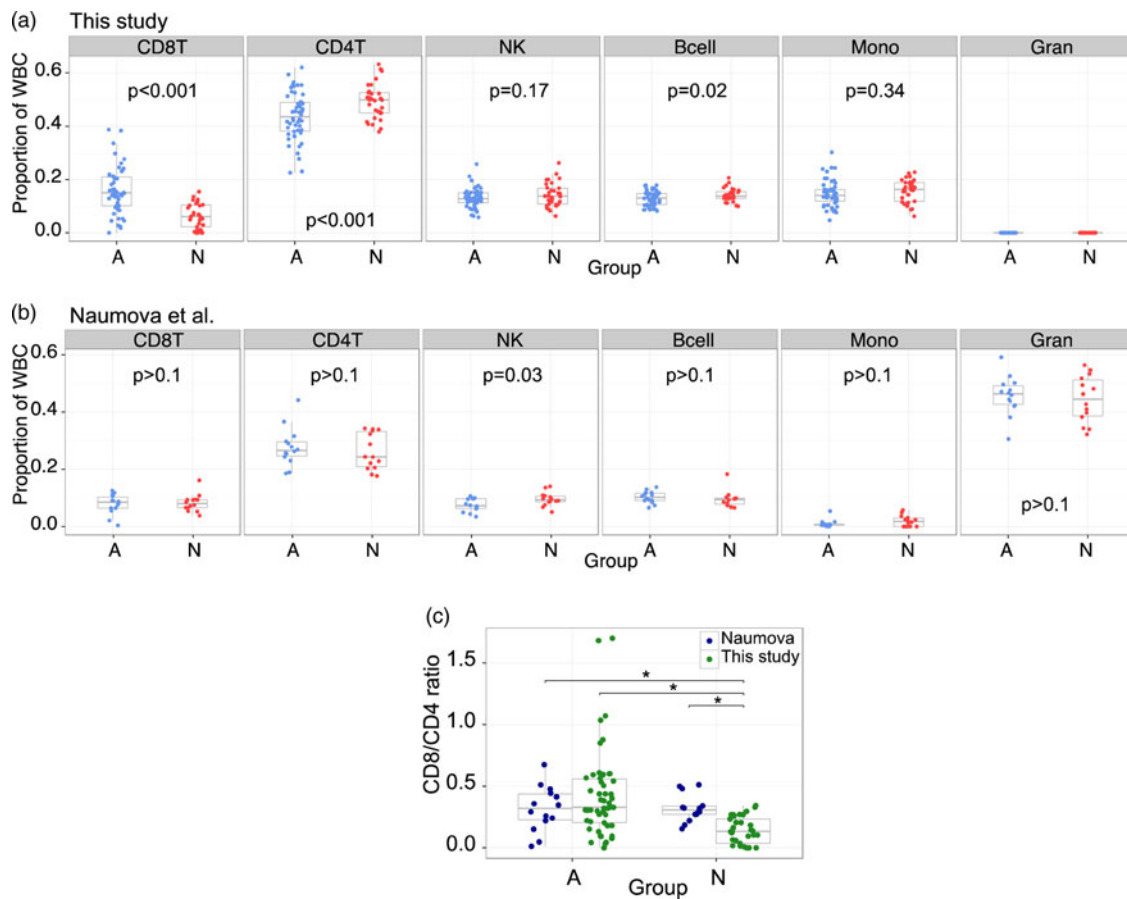 (a) This study
CD8T CD4T NK Bcell Mono Gran
Proportion of WBC
0.6
0.4
0.2
0.0
p<0.001
p<0.001
p=0.17
p=0.02
p=0.34
A N A N A N A N A N A N
Group
(b) Naumova et al.
CD8T CD4T NK Bcell Mono Gran
Proportion of WBC
0.6
0.4
0.2
0.0
p>0.1
p>0.1
p=0.03
p>0.1
p>0.1
p>0.1
A N A N A N A N A N A N
Group
(c)
Naumova
This study
CD8/CD4 ratio
1.5
1.0
0.5
0.0
*
*
*
A N
Group